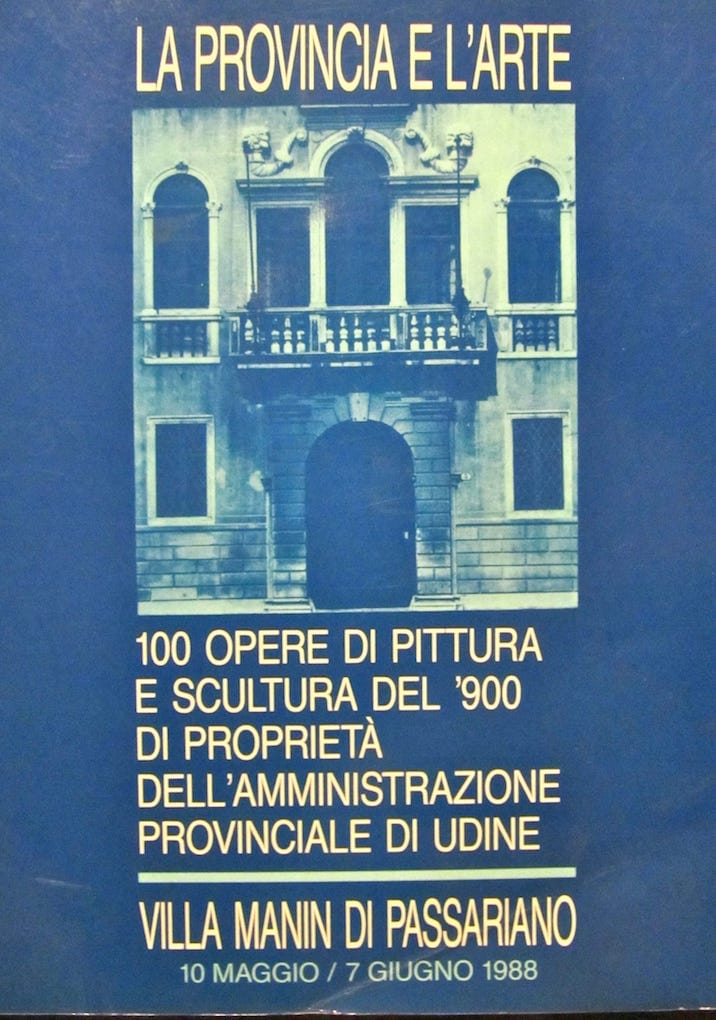 LA PROVINCIA E L'ARTE
100 OPERE DI PITTURA
E SCULTURA DEL '900
DI PROPRIETÀ
DELL'AMMINISTRAZIONE
PROVINCIALE DI UDINE
VILLA MANIN DI PASSARIANO
10 MAGGIO / 7 GIUGNO 1988